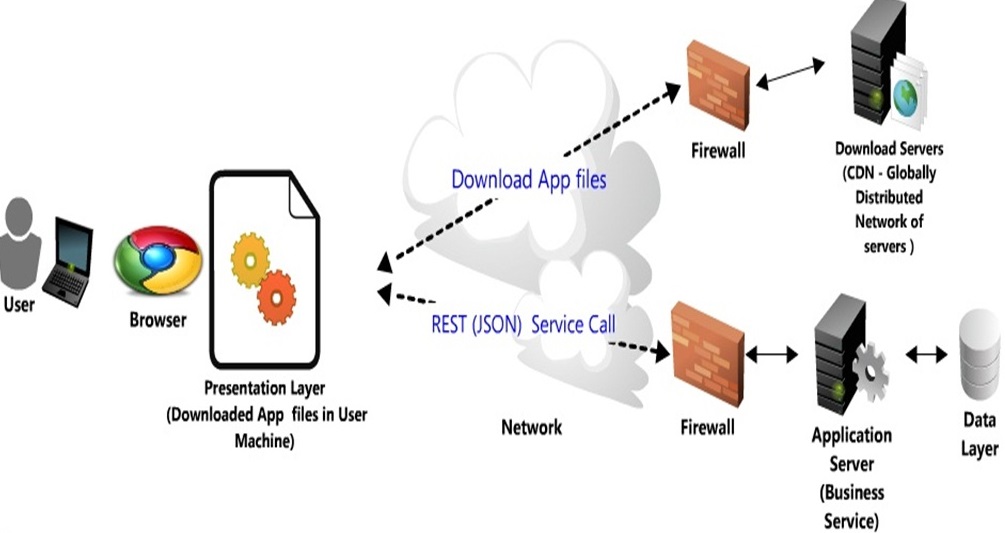 User
Browser
Presentation Layer
(Downloaded App files in User
Machine)
Download App files
REST (JSON) Service Call
Network
Firewall
Download Servers
(CDN - Globally
Distributed
Network of
servers )
Firewall
Application
Server
(Business
Service)
Data
Layer